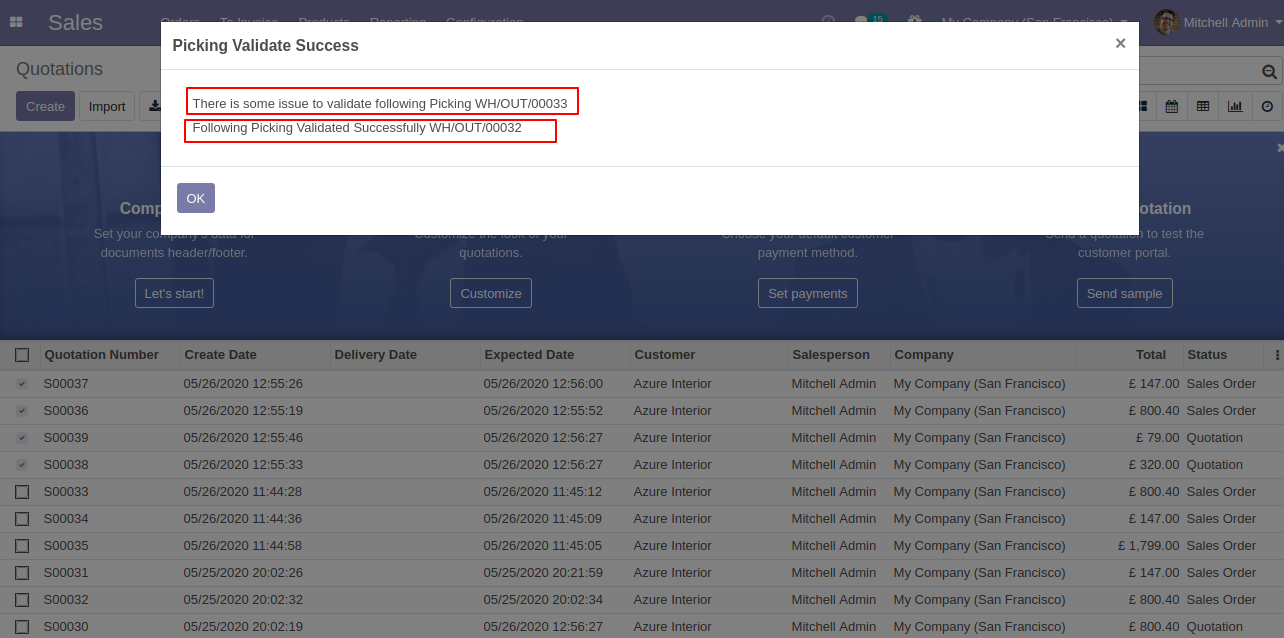 Sales Orders To Invoice Products Reporting Configuration 15 My Company (San Francisco) Mitchell Admin
Picking Validate Success ×
Quotations
There is some issue to validate following Picking WH/OUT/00033
Create Import
Following Picking Validated Successfully WH/OUT/00032
OK
Comp otation
Set your company's data for Customize the look of your Choose your default customer Send a quotation to test the
documents header/footer. quotations. payment method. customer portal.
Let's start! Customize Set payments Send sample
Quotation Number Create Date Delivery Date Expected Date Customer Salesperson Company Total Status
S00037 05/26/2020 12:55:26 05/26/2020 12:56:00 Azure Interior Mitchell Admin My Company (San Francisco) £ 147.00 Sales Order
S00036 05/26/2020 12:55:19 05/26/2020 12:55:52 Azure Interior Mitchell Admin My Company (San Francisco) £ 800.40 Sales Order
S00039 05/26/2020 12:55:46 05/26/2020 12:56:27 Azure Interior Mitchell Admin My Company (San Francisco) £ 79.00 Quotation
S00038 05/26/2020 12:55:33 05/26/2020 12:56:27 Azure Interior Mitchell Admin My Company (San Francisco) £ 320.00 Quotation
S00033 05/26/2020 11:44:28 05/26/2020 11:45:12 Azure Interior Mitchell Admin My Company (San Francisco) £ 800.40 Sales Order
S00034 05/26/2020 11:44:36 05/26/2020 11:45:09 Azure Interior Mitchell Admin My Company (San Francisco) £ 147.00 Sales Order
S00035 05/26/2020 11:44:58 05/26/2020 11:45:05 Azure Interior Mitchell Admin My Company (San Francisco) £ 1,799.00 Sales Order
S00031 05/25/2020 20:02:26 05/25/2020 20:21:59 Azure Interior Mitchell Admin My Company (San Francisco) £ 147.00 Sales Order
S00032 05/25/2020 20:02:32 05/25/2020 20:02:34 Azure Interior Mitchell Admin My Company (San Francisco) £ 800.40 Sales Order
S00030 05/25/2020 20:02:19 05/26/2020 12:56:27 Azure Interior Mitchell Admin My Company (San Francisco) £ 800.40 Quotation